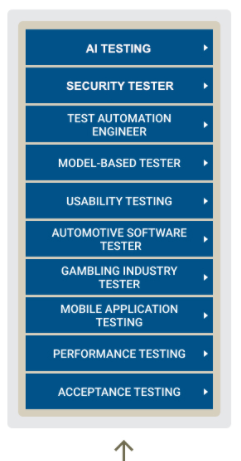 AI TESTING
SECURITY TESTER
TEST AUTOMATION
ENGINEER
MODEL-BASED TESTER
USABILITY TESTING
AUTOMOTIVE SOFTWARE
TESTER
GAMBLING INDUSTRY
TESTER
MOBILE APPLICATION
TESTING
PERFORMANCE TESTING
ACCEPTANCE TESTING